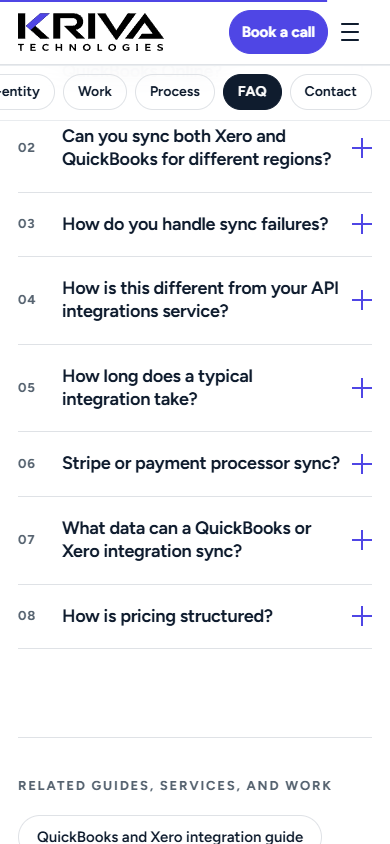 KRIVA
TECHNOLOGIES
Book a call
-entity
Work
Process
FAQ
Contact
02
Can you sync both Xero and
QuickBooks for different regions?
03
How do you handle sync failures?
04
How is this different from your API
integrations service?
05
How long does a typical
integration take?
06
Stripe or payment processor sync?
07
What data can a QuickBooks or
Xero integration sync?
08
How is pricing structured?
RELATED GUIDES, SERVICES, AND WORK
QuickBooks and Xero integration guide